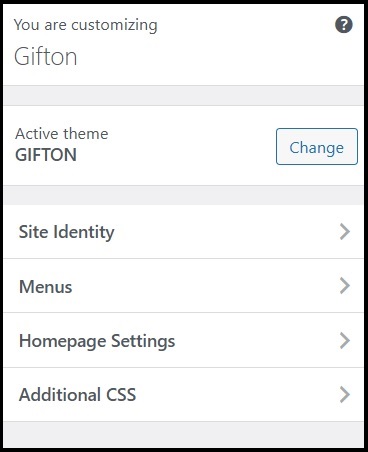 You are customizing
?
Gifton
Active theme
GIFTON
Change
Site Identity
Menus
Homepage Settings
Additional CSS